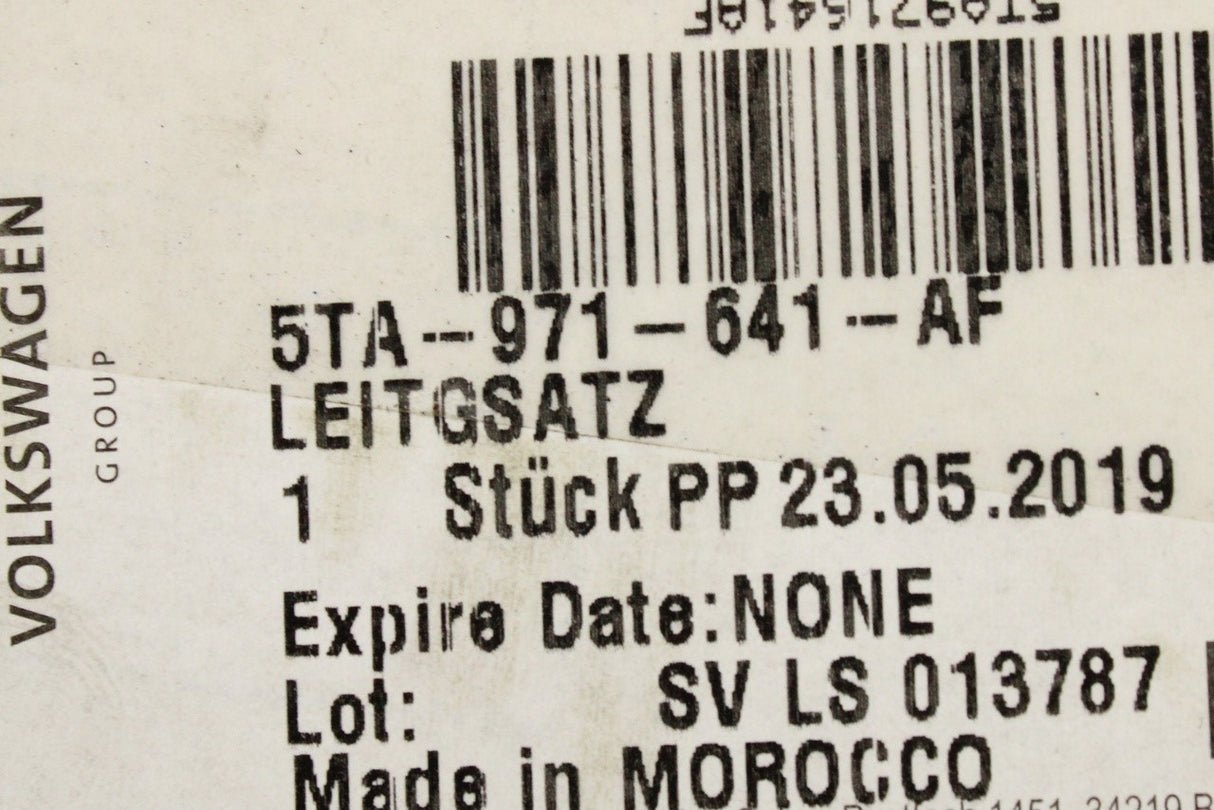 5TA971641AF
5TA-971-641-AF
LEITGSATZ
1 Stück PP 23.05.2019
Expire Date:NONE
Lot: SV LS 013787
Made in MOROCCO
VOLKSWAGEN
GROUP